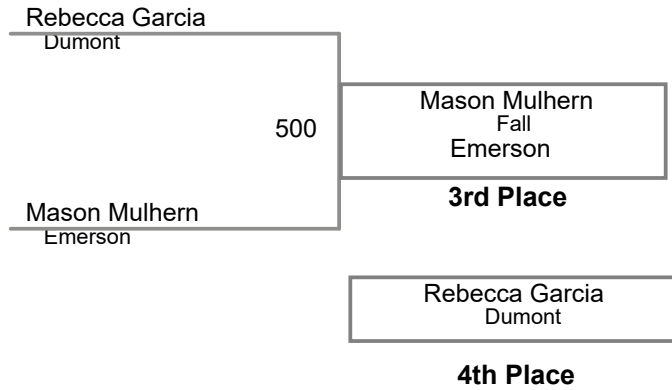 Rebecca Garcia
Dumont
500
Mason Mulhern
Fall
Emerson
3rd Place
Mason Mulhern
Emerson
Rebecca Garcia
Dumont
4th Place